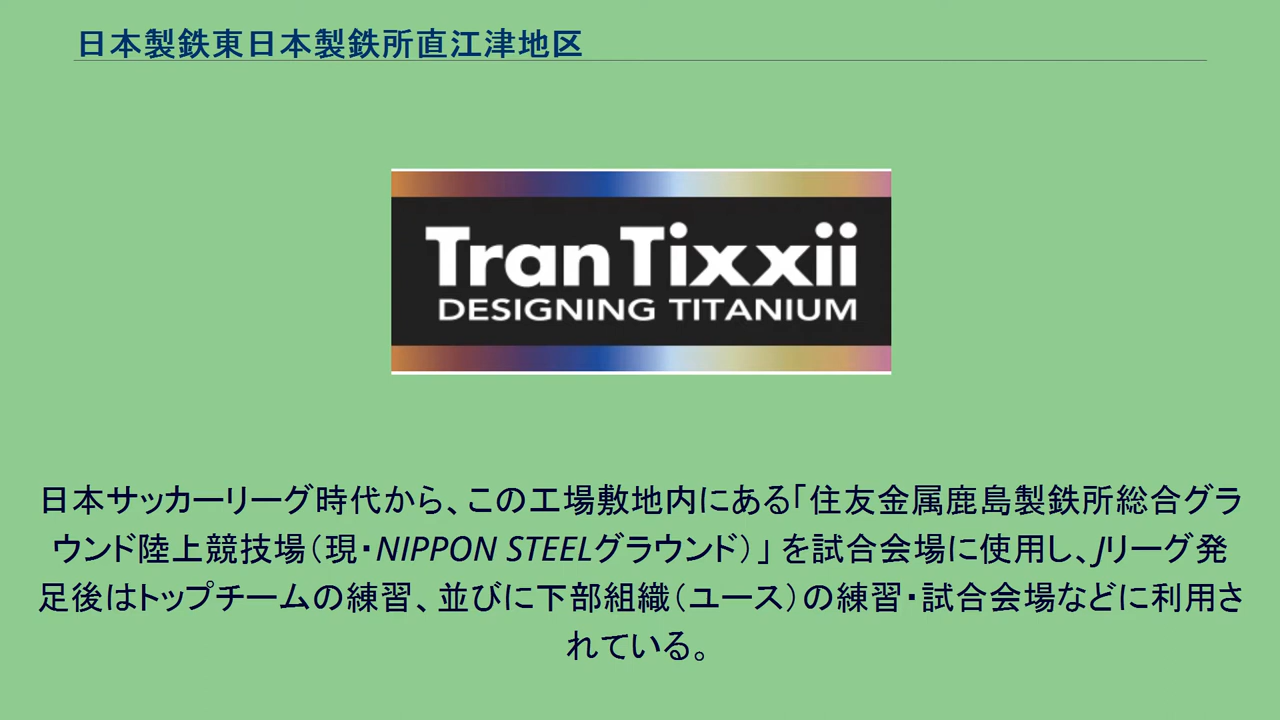 日本製鉄東日本製鉄所直江津地区
TranTixxii
DESIGNING TITANIUM
日本サッカーリーグ時代から、この工場敷地内にある「住友金属鹿島製鉄所総合グラ
ウンド陸上競技場（現・NIPPON STEELグラウンド）」を試合会場に使用し、Jリーグ発
足後はトップチームの練習、並びに下部組織（ユース）の練習・試合会場などに利用さ
れている。